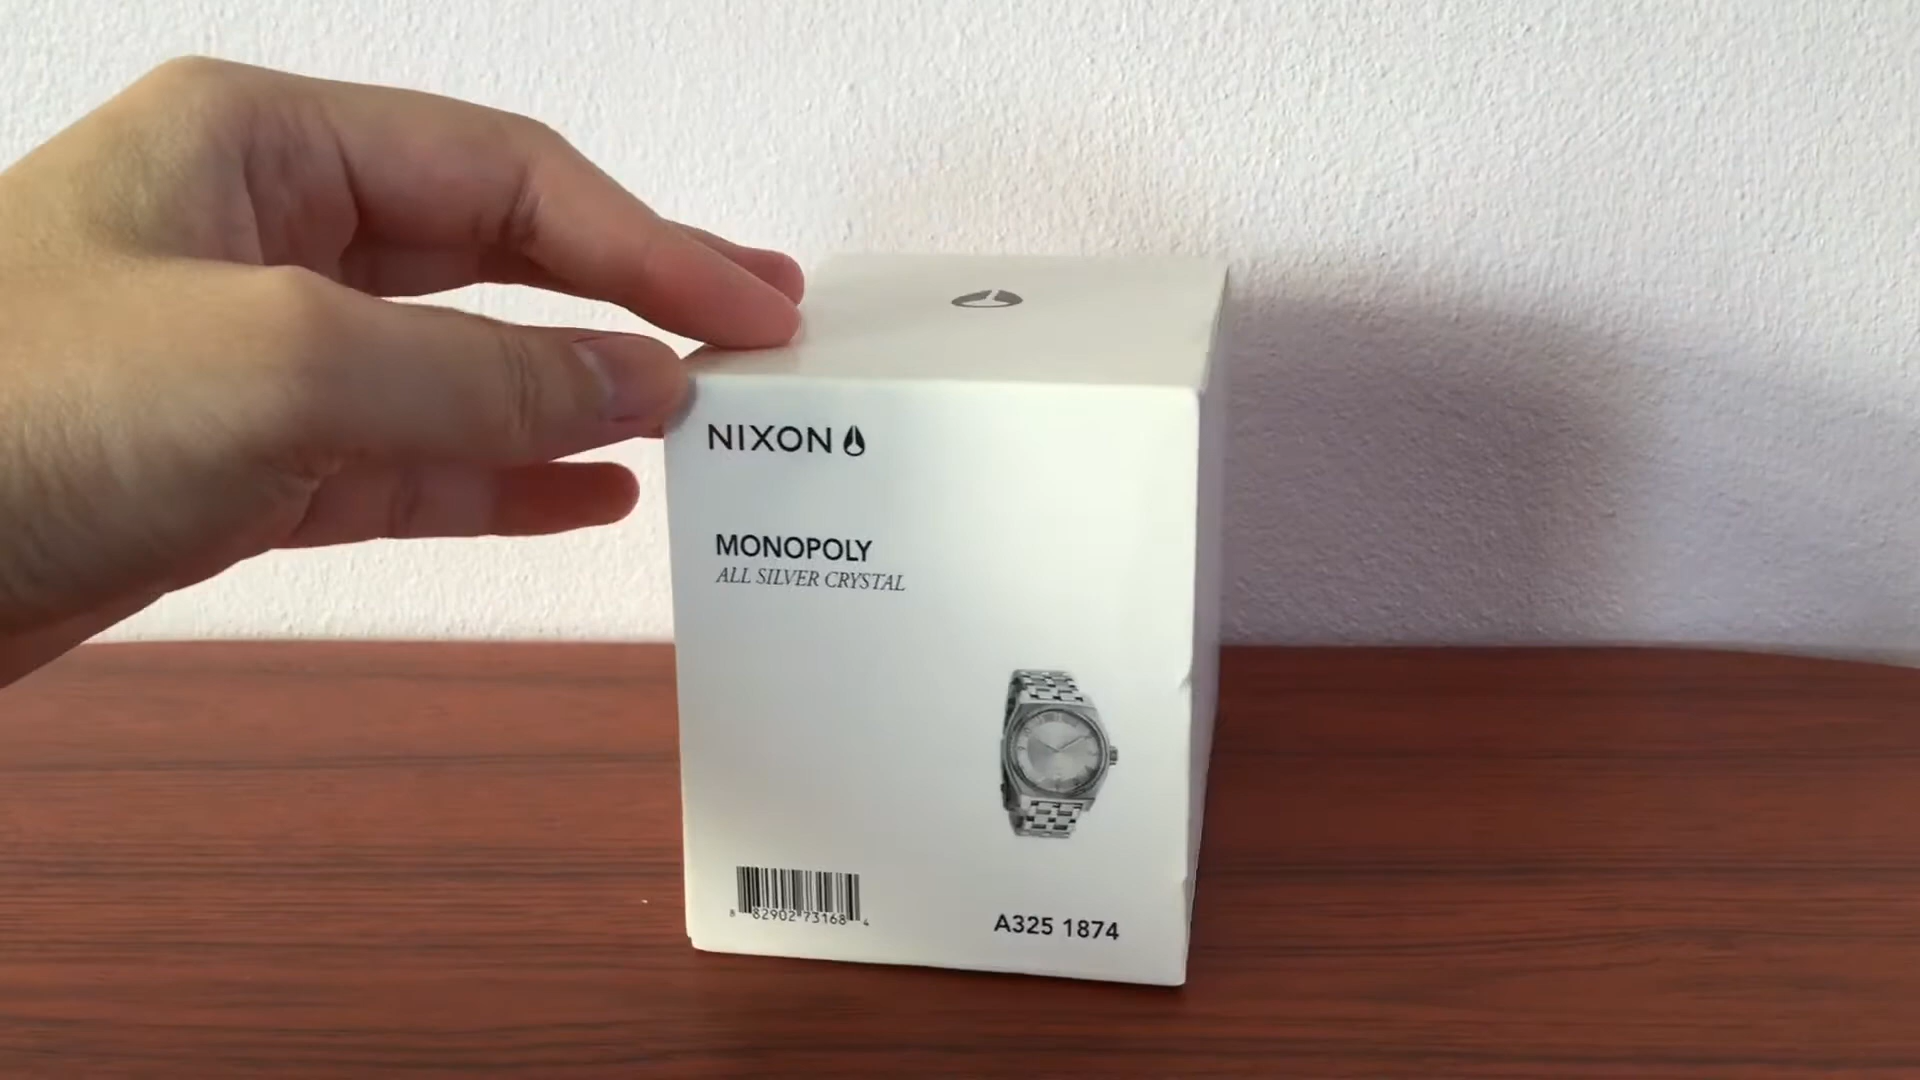 NIXON
MONOPOLY
ALL SILVER CRYSTAL
8 82902 73168 4
A325 1874